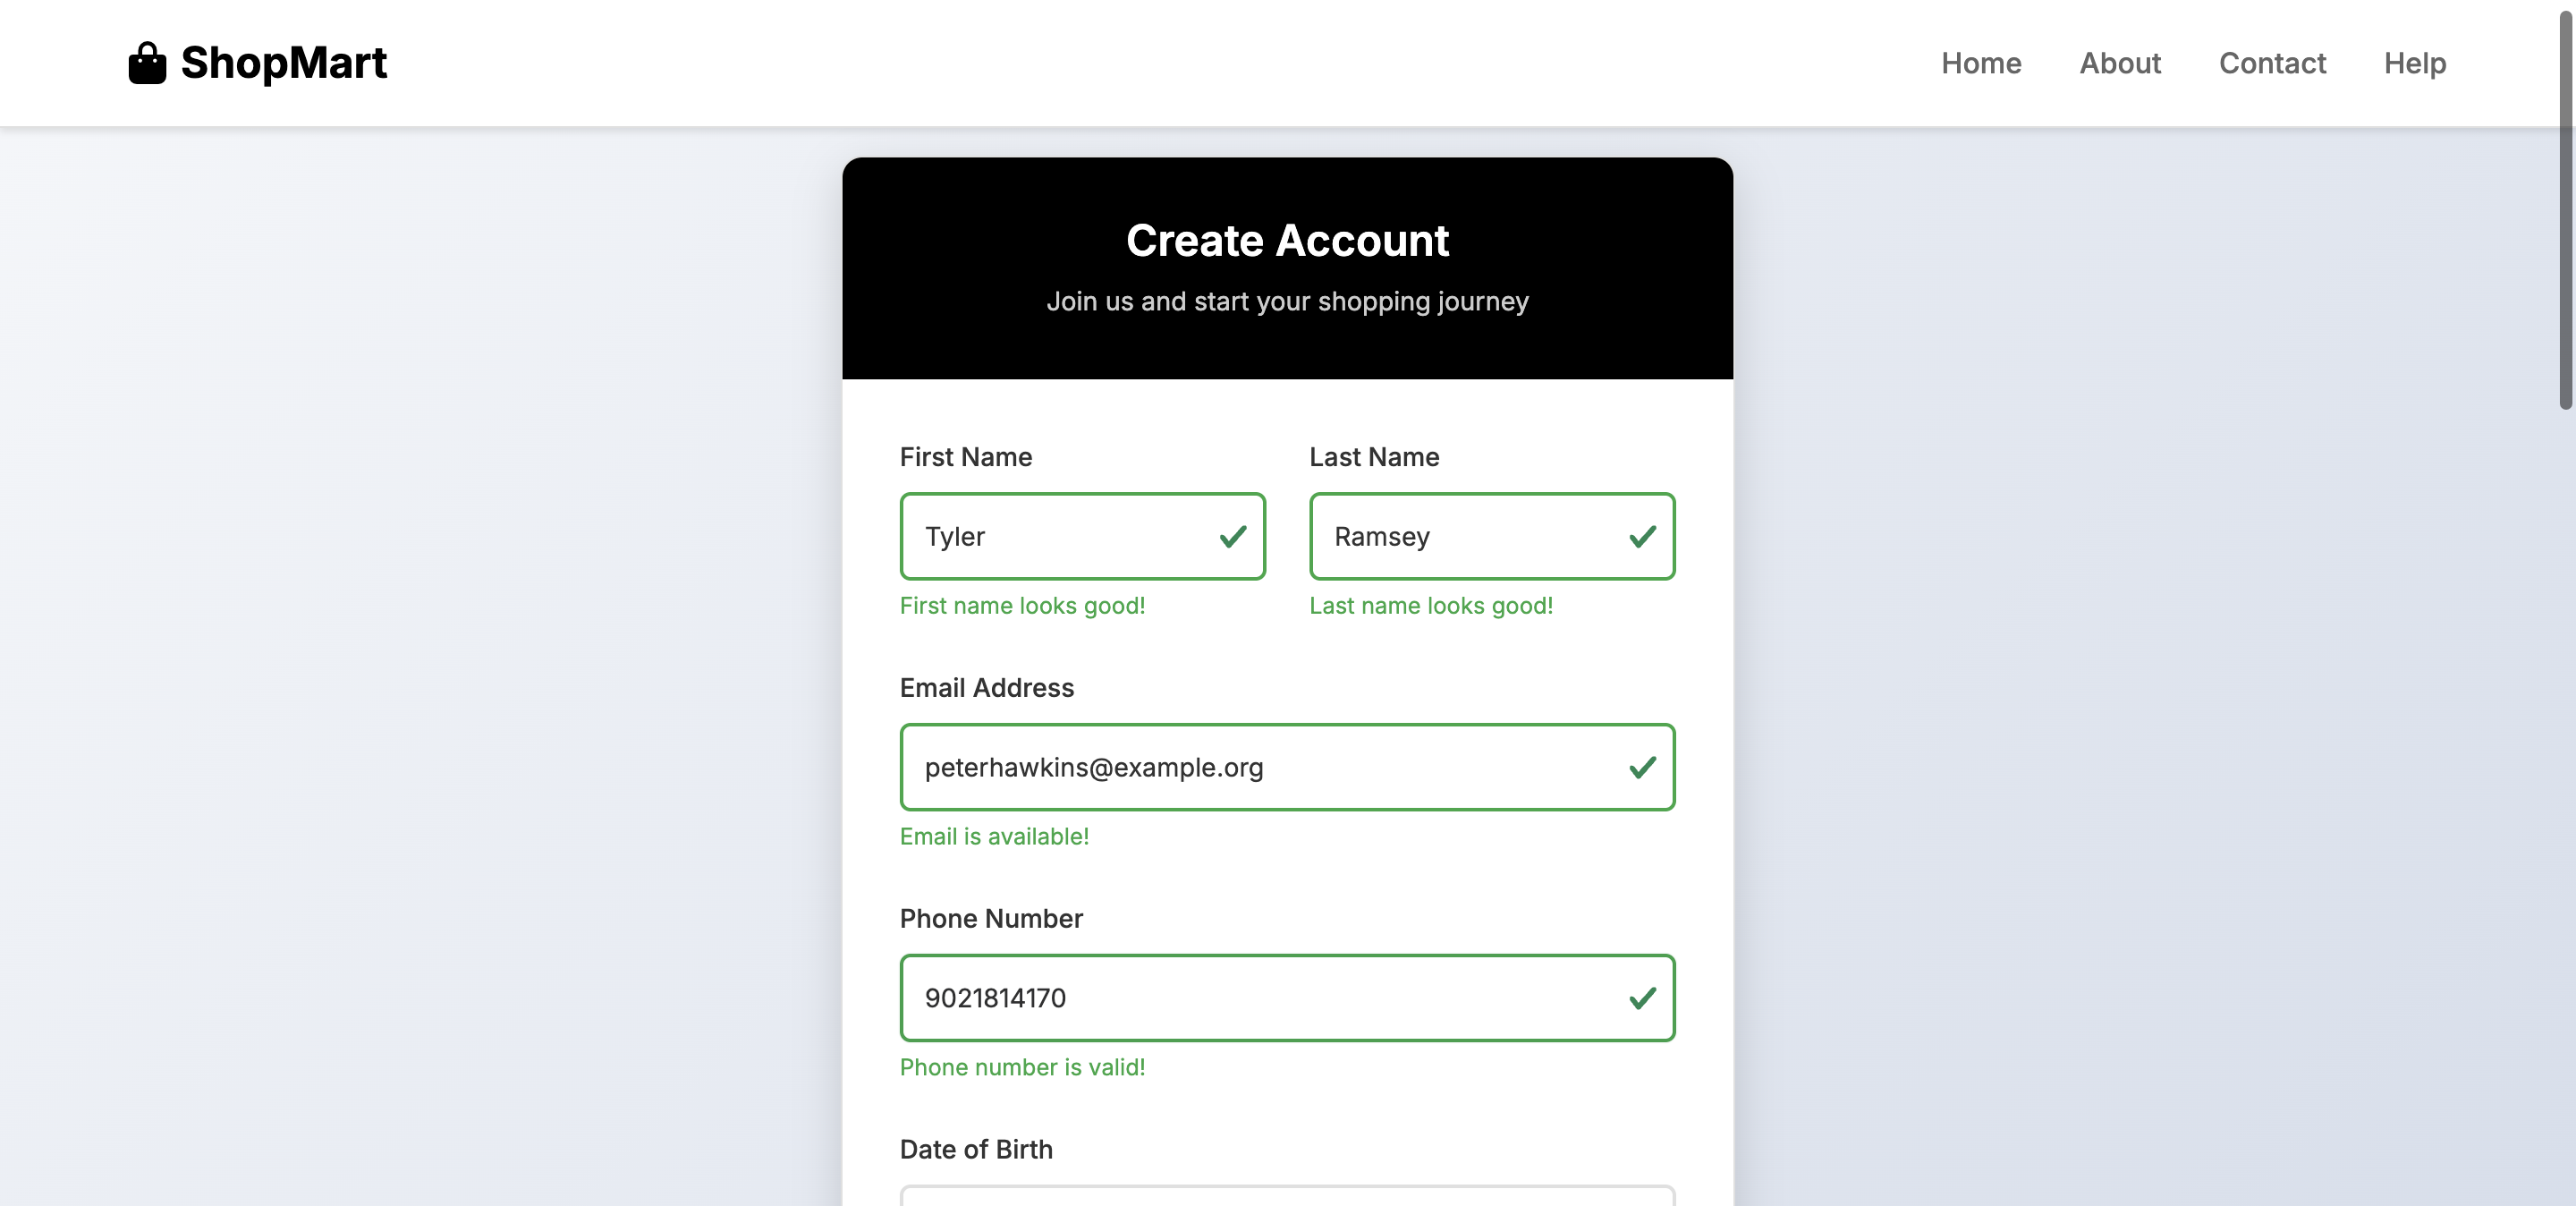 ShopMart
Home About Contact Help
Create Account
Join us and start your shopping journey
First Name Last Name
Tyler Ramsey
First name looks good! Last name looks good!
Email Address
peterhawkins@example.org
Email is available!
Phone Number
9021814170
Phone number is valid!
Date of Birth